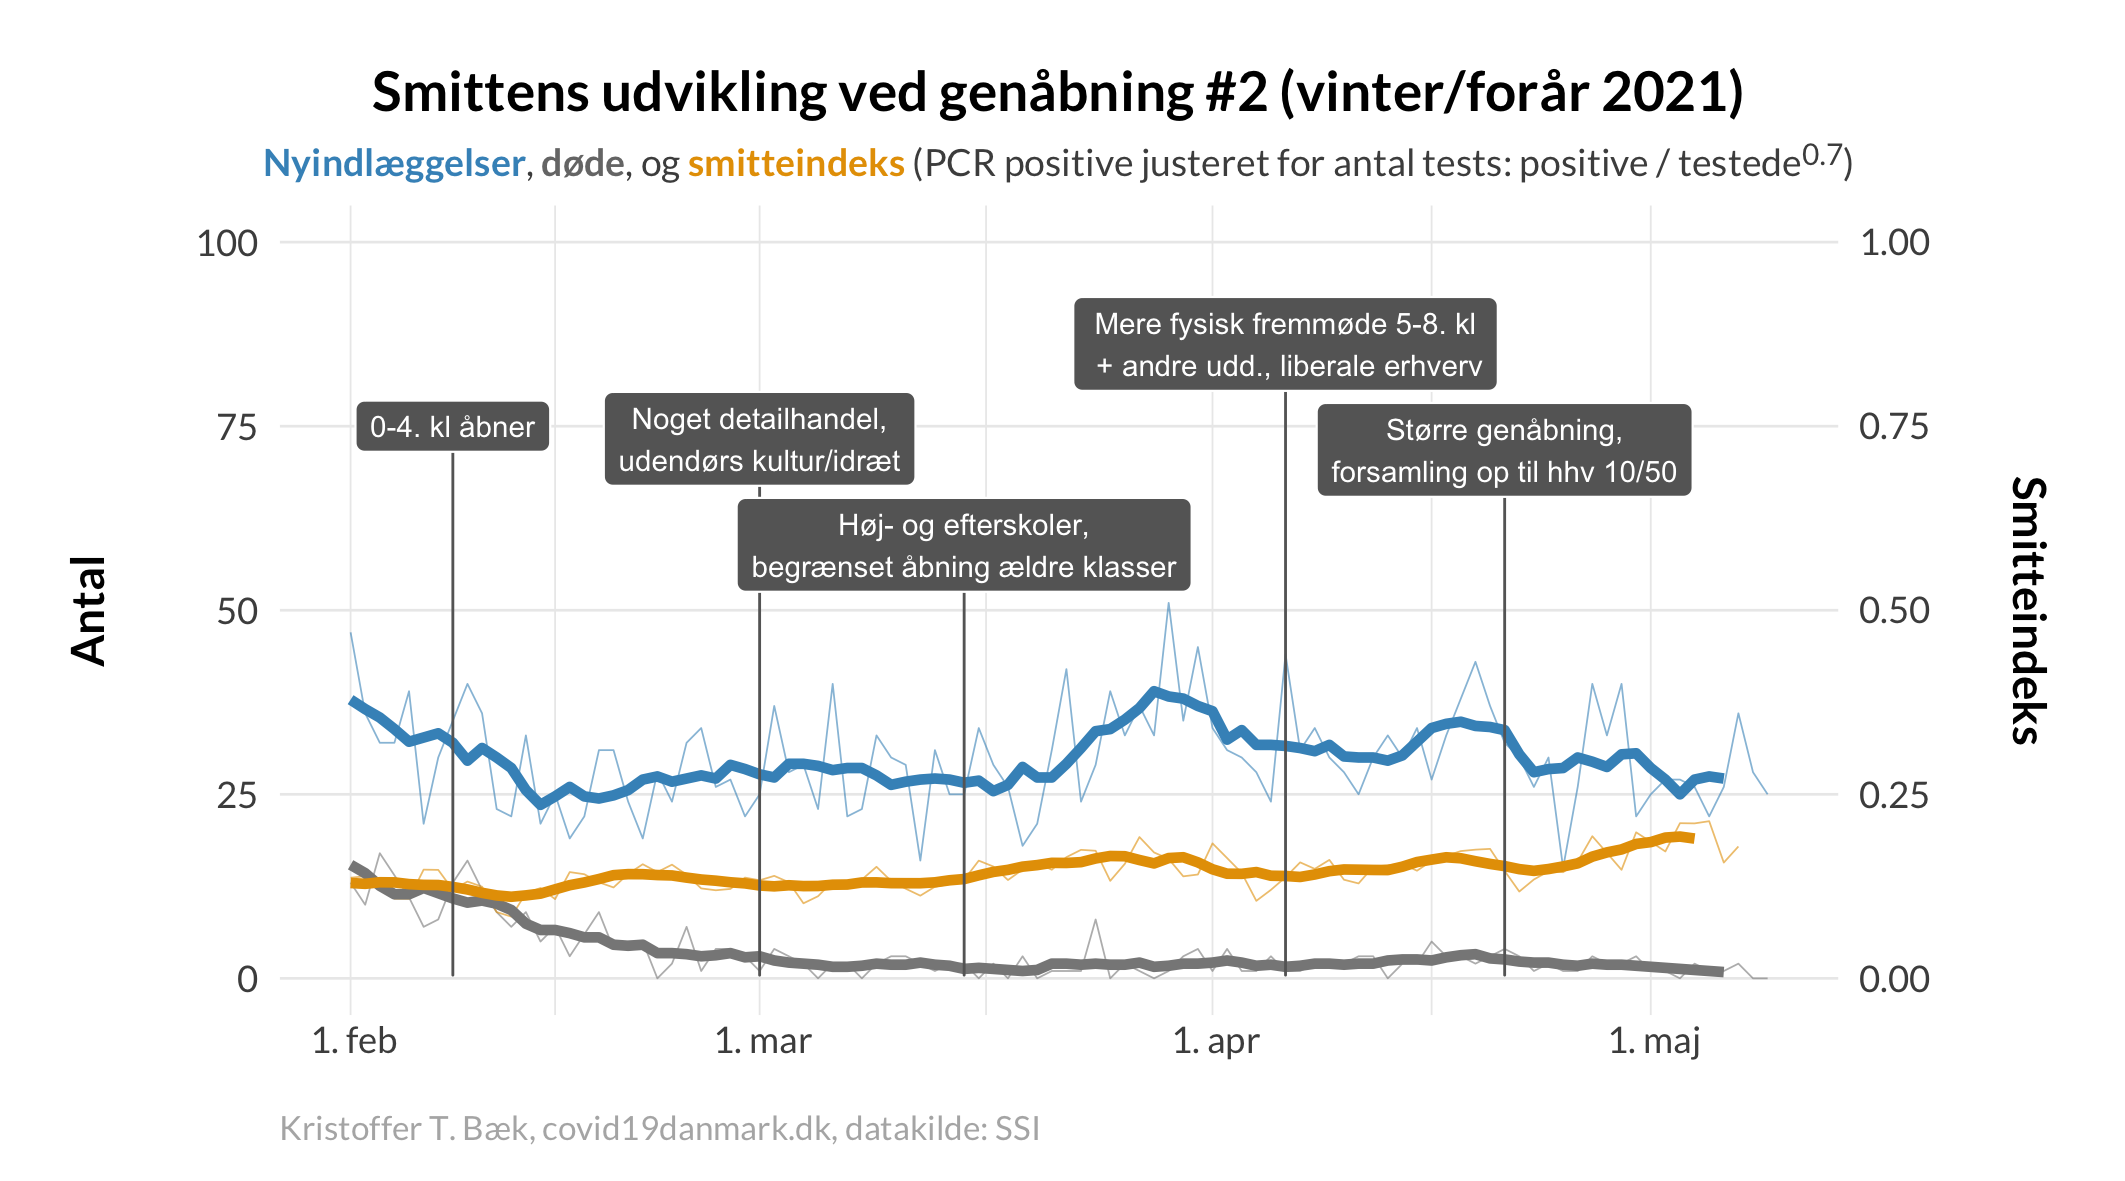 Smittens udvikling ved genåbning #2 (vinter/forår 2021)
Nyindlæggelser, døde, og smitteindeks (PCR positive justeret for antal tests: positive / testede^0.7)
100
75
50
25
0
Antal
1.00
0.75
0.50
0.25
0.00
Smitteindeks
0-4. kl åbner
Noget detailhandel,
udendørs kultur/idræt
Høj- og efterskoler,
begrænset åbning ældre klasser
Mere fysisk fremmøde 5-8. kl
+ andre udd., liberale erhverv
Større genåbning,
forsamling op til hhv 10/50
1. feb
1. mar
1. apr
1. maj
Kristoffer T. Bæk, covid19danmark.dk, datakilde: SSI